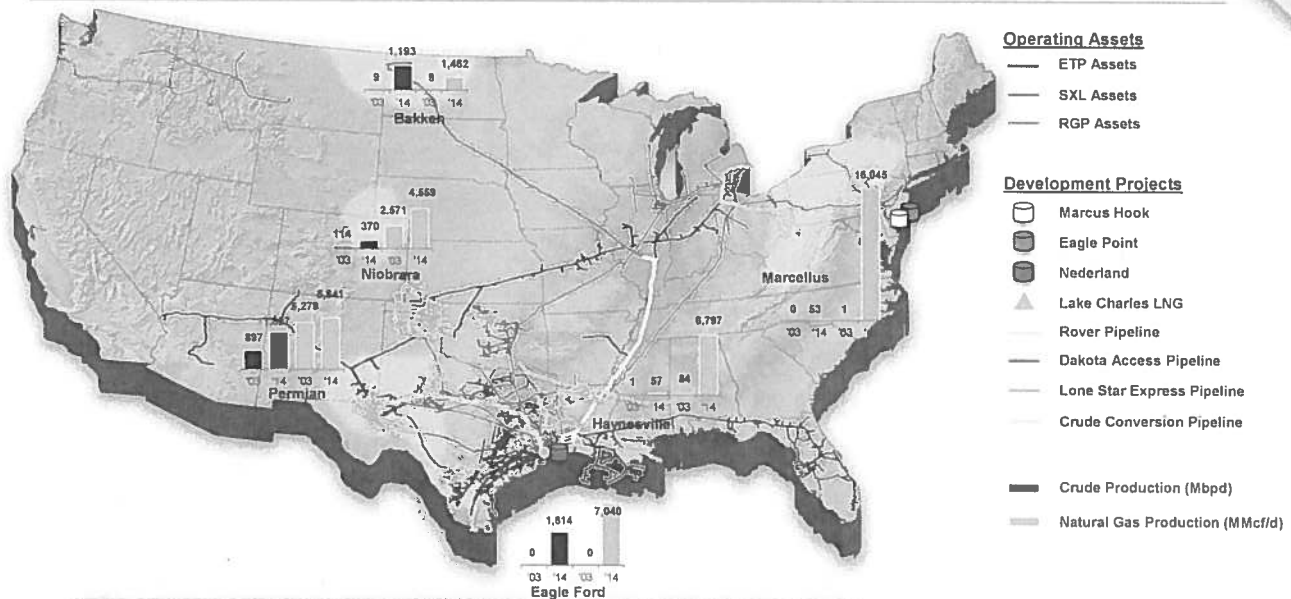 Operating Assets
ETP Assets
SXL Assets
RGP Assets
Development Projects
Marcus Hook
Eagle Point
Nederland
Lake Charles LNG
Rover Pipeline
Dakota Access Pipeline
Lone Star Express Pipeline
Crude Conversion Pipeline
Crude Production (Mbpd)
Natural Gas Production (MMcf/d)
9 1,193 8 1,462
'03 '14 '03 '14
Bakken
114 370 2,571 4,559
'03 '14 '03 '14
Niobrara
897 5,278
'03 '14 '03 '14
Permian
0 1,614 0 7,040
'03 '14 '03 '14
Eagle Ford
1 57 84 6,797
'03 '14 '03 '14
Haynesville
Marcellus
0 53 1 16,045
'03 '14 '03